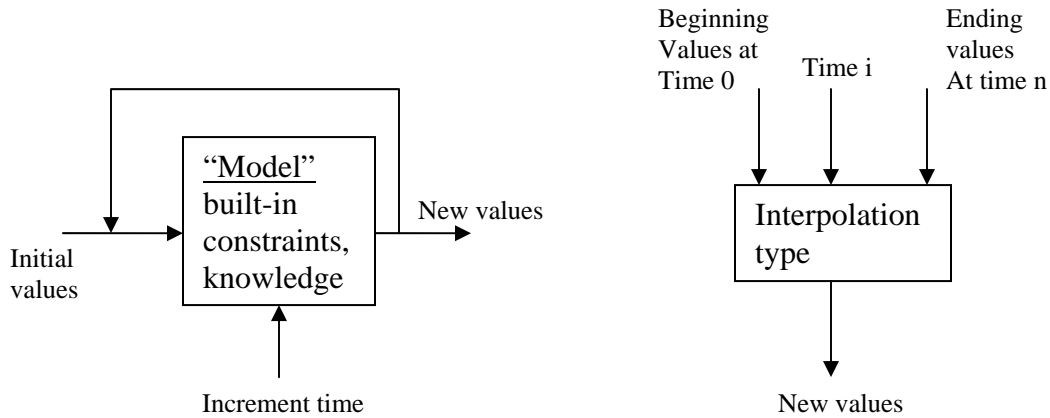 “Model”
built-in
constraints,
knowledge
Initial
values
New values
Increment time
Beginning
Values at
Time 0
Time i
Ending
values
At time n
Interpolation
type
New values